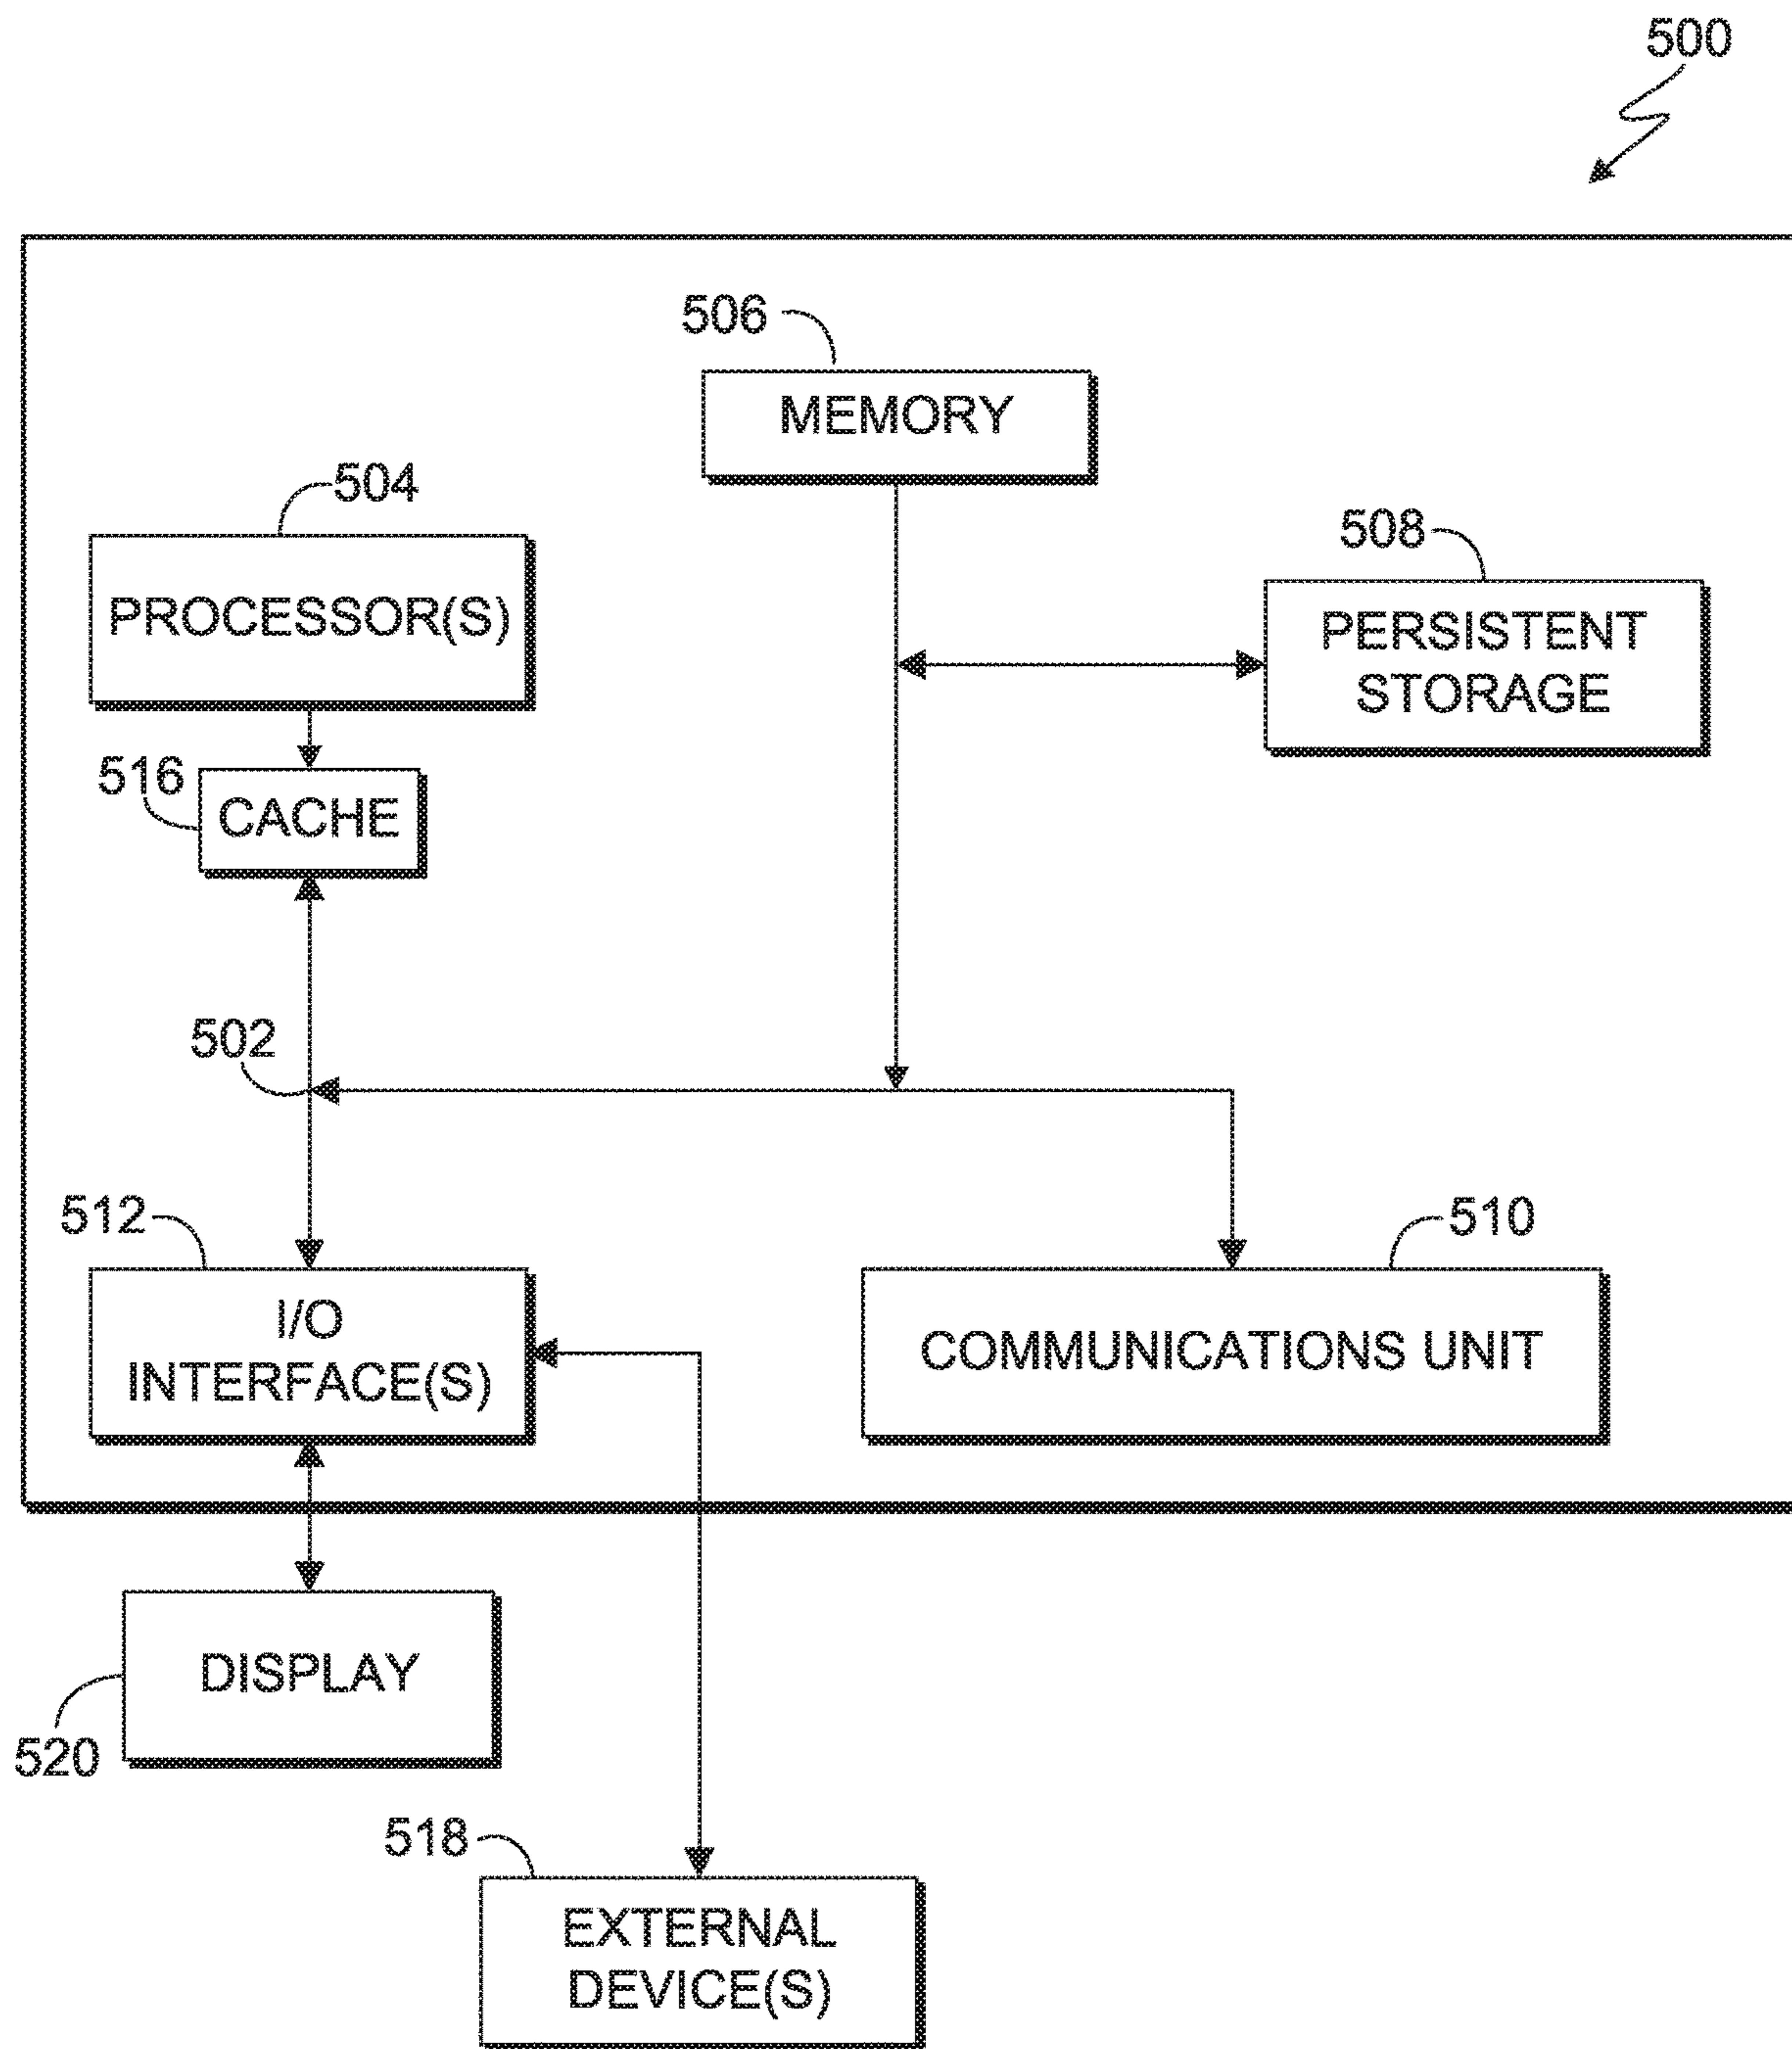 500
506
MEMORY
504
508
PROCESSOR(S)
PERSISTENT
STORAGE
516
CACHE
502
512
510
I/O
INTERFACE(S)
COMMUNICATIONS UNIT
DISPLAY
520
518
EXTERNAL
DEVICE(S)